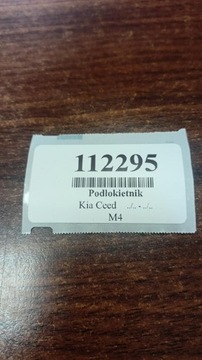 112295
Podłokietnik
Kia Ceed ../.. - ../..
M4